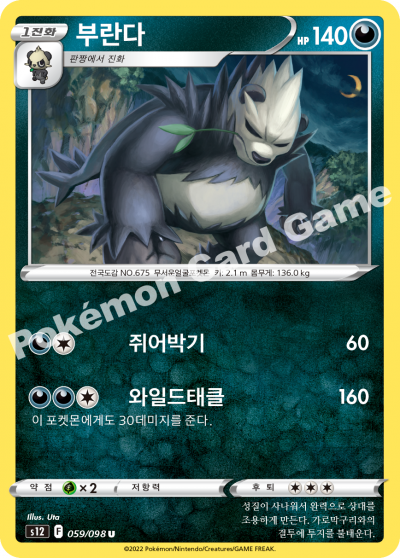 1진화
부란다
HP 140
판짱에서 진화
전국도감 NO.675 무서운얼굴포켓몬 키: 2.1 m 몸무게: 136.0 kg
Pokémon Card Game
쥐어박기 60
와일드태클 160
이 포켓몬에게도 30데미지를 준다.
약점 ×2 저항력 후퇴
Illus. Uta
s12 F 059/098 U
성질이 사나워서 완력으로 상대를
조용하게 만든다. 가로막구리와의
결투에 투지를 불태운다.
©2022 Pokémon/Nintendo/Creatures/GAME FREAK.